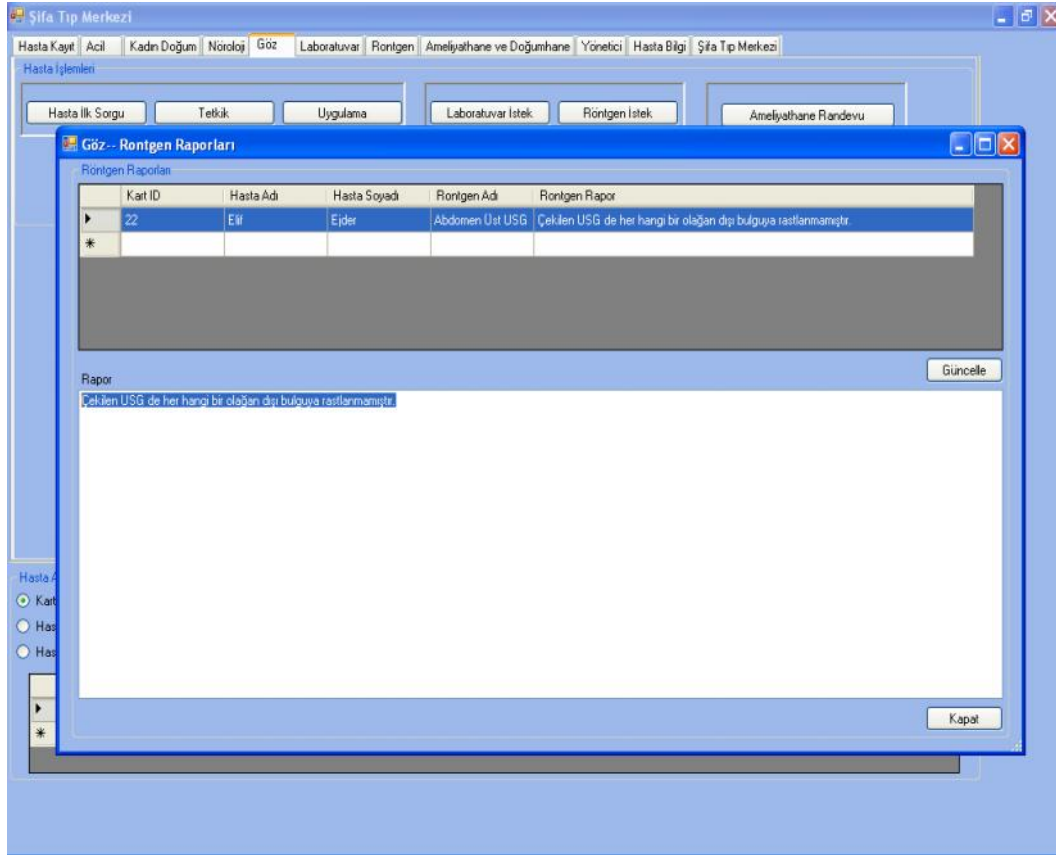 Şifa Tıp Merkezi
Hasta Kayıt Acil Kadın Doğum Nöroloji Göz Laboratuvar Rontgen Ameliyathane ve Doğumhane Yönetici Hasta Bilgi Şifa Tıp Merkezi
Hasta İşlemleri
Hasta İlk Sorgu Tetkik Uygulama Laboratuvar İstek Röntgen İstek Ameliyathane Randevu
Göz-- Rontgen Raporları
Röntgen Raporları
Kart ID Hasta Adı Hasta Soyadı Rontgen Adı Rontgen Rapor
22 Elif Ejder Abdomen Üst USG Çekilen USG de her hangi bir olağan dışı bulguya rastlanmamıştır.
Güncelle
Rapor
Çekilen USG de her hangi bir olağan dışı bulguya rastlanmamıştır.
Hasta
Kart
Has
Has
Kapat